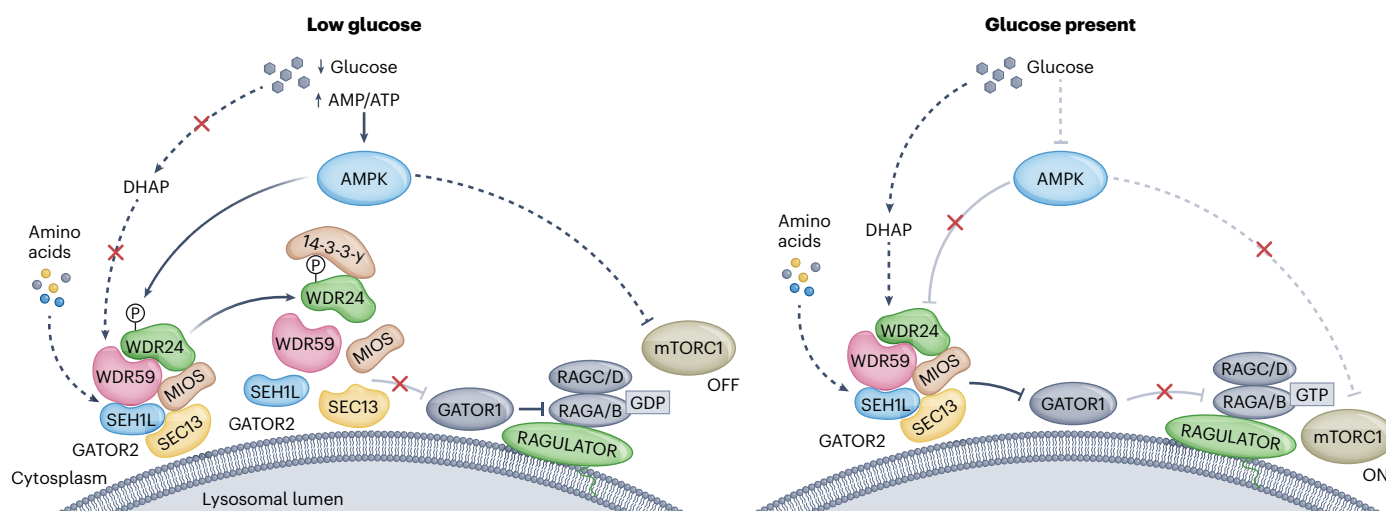 Low glucose
Glucose
AMP/ATP
AMPK
DHAP
Amino
acids
14-3-3-γ
P
WDR24
P
WDR24
WDR59
MIOS
SEH1L
SEC13
GATOR2
WDR59
MIOS
SEH1L
SEC13
GATOR2
GATOR1
RAGC/D
RAGA/B
GDP
RAGULATOR
mTORC1
OFF
Cytoplasm
Lysosomal lumen
Glucose present
Glucose
AMPK
DHAP
Amino
acids
WDR24
WDR59
MIOS
SEH1L
SEC13
GATOR2
GATOR1
RAGC/D
RAGA/B
GTP
RAGULATOR
mTORC1
ON